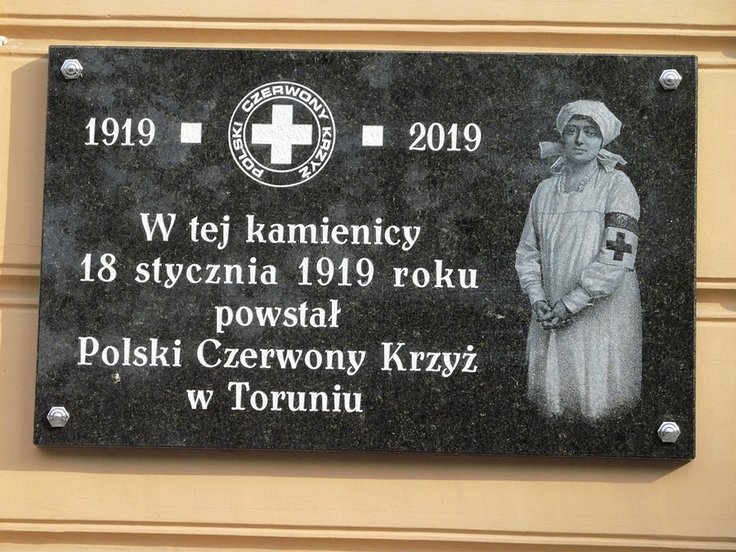 1919 2019
POLSKI CZERWONY KRZYŻ
W tej kamienicy
18 stycznia 1919 roku
powstał
Polski Czerwony Krzyż
w Toruniu